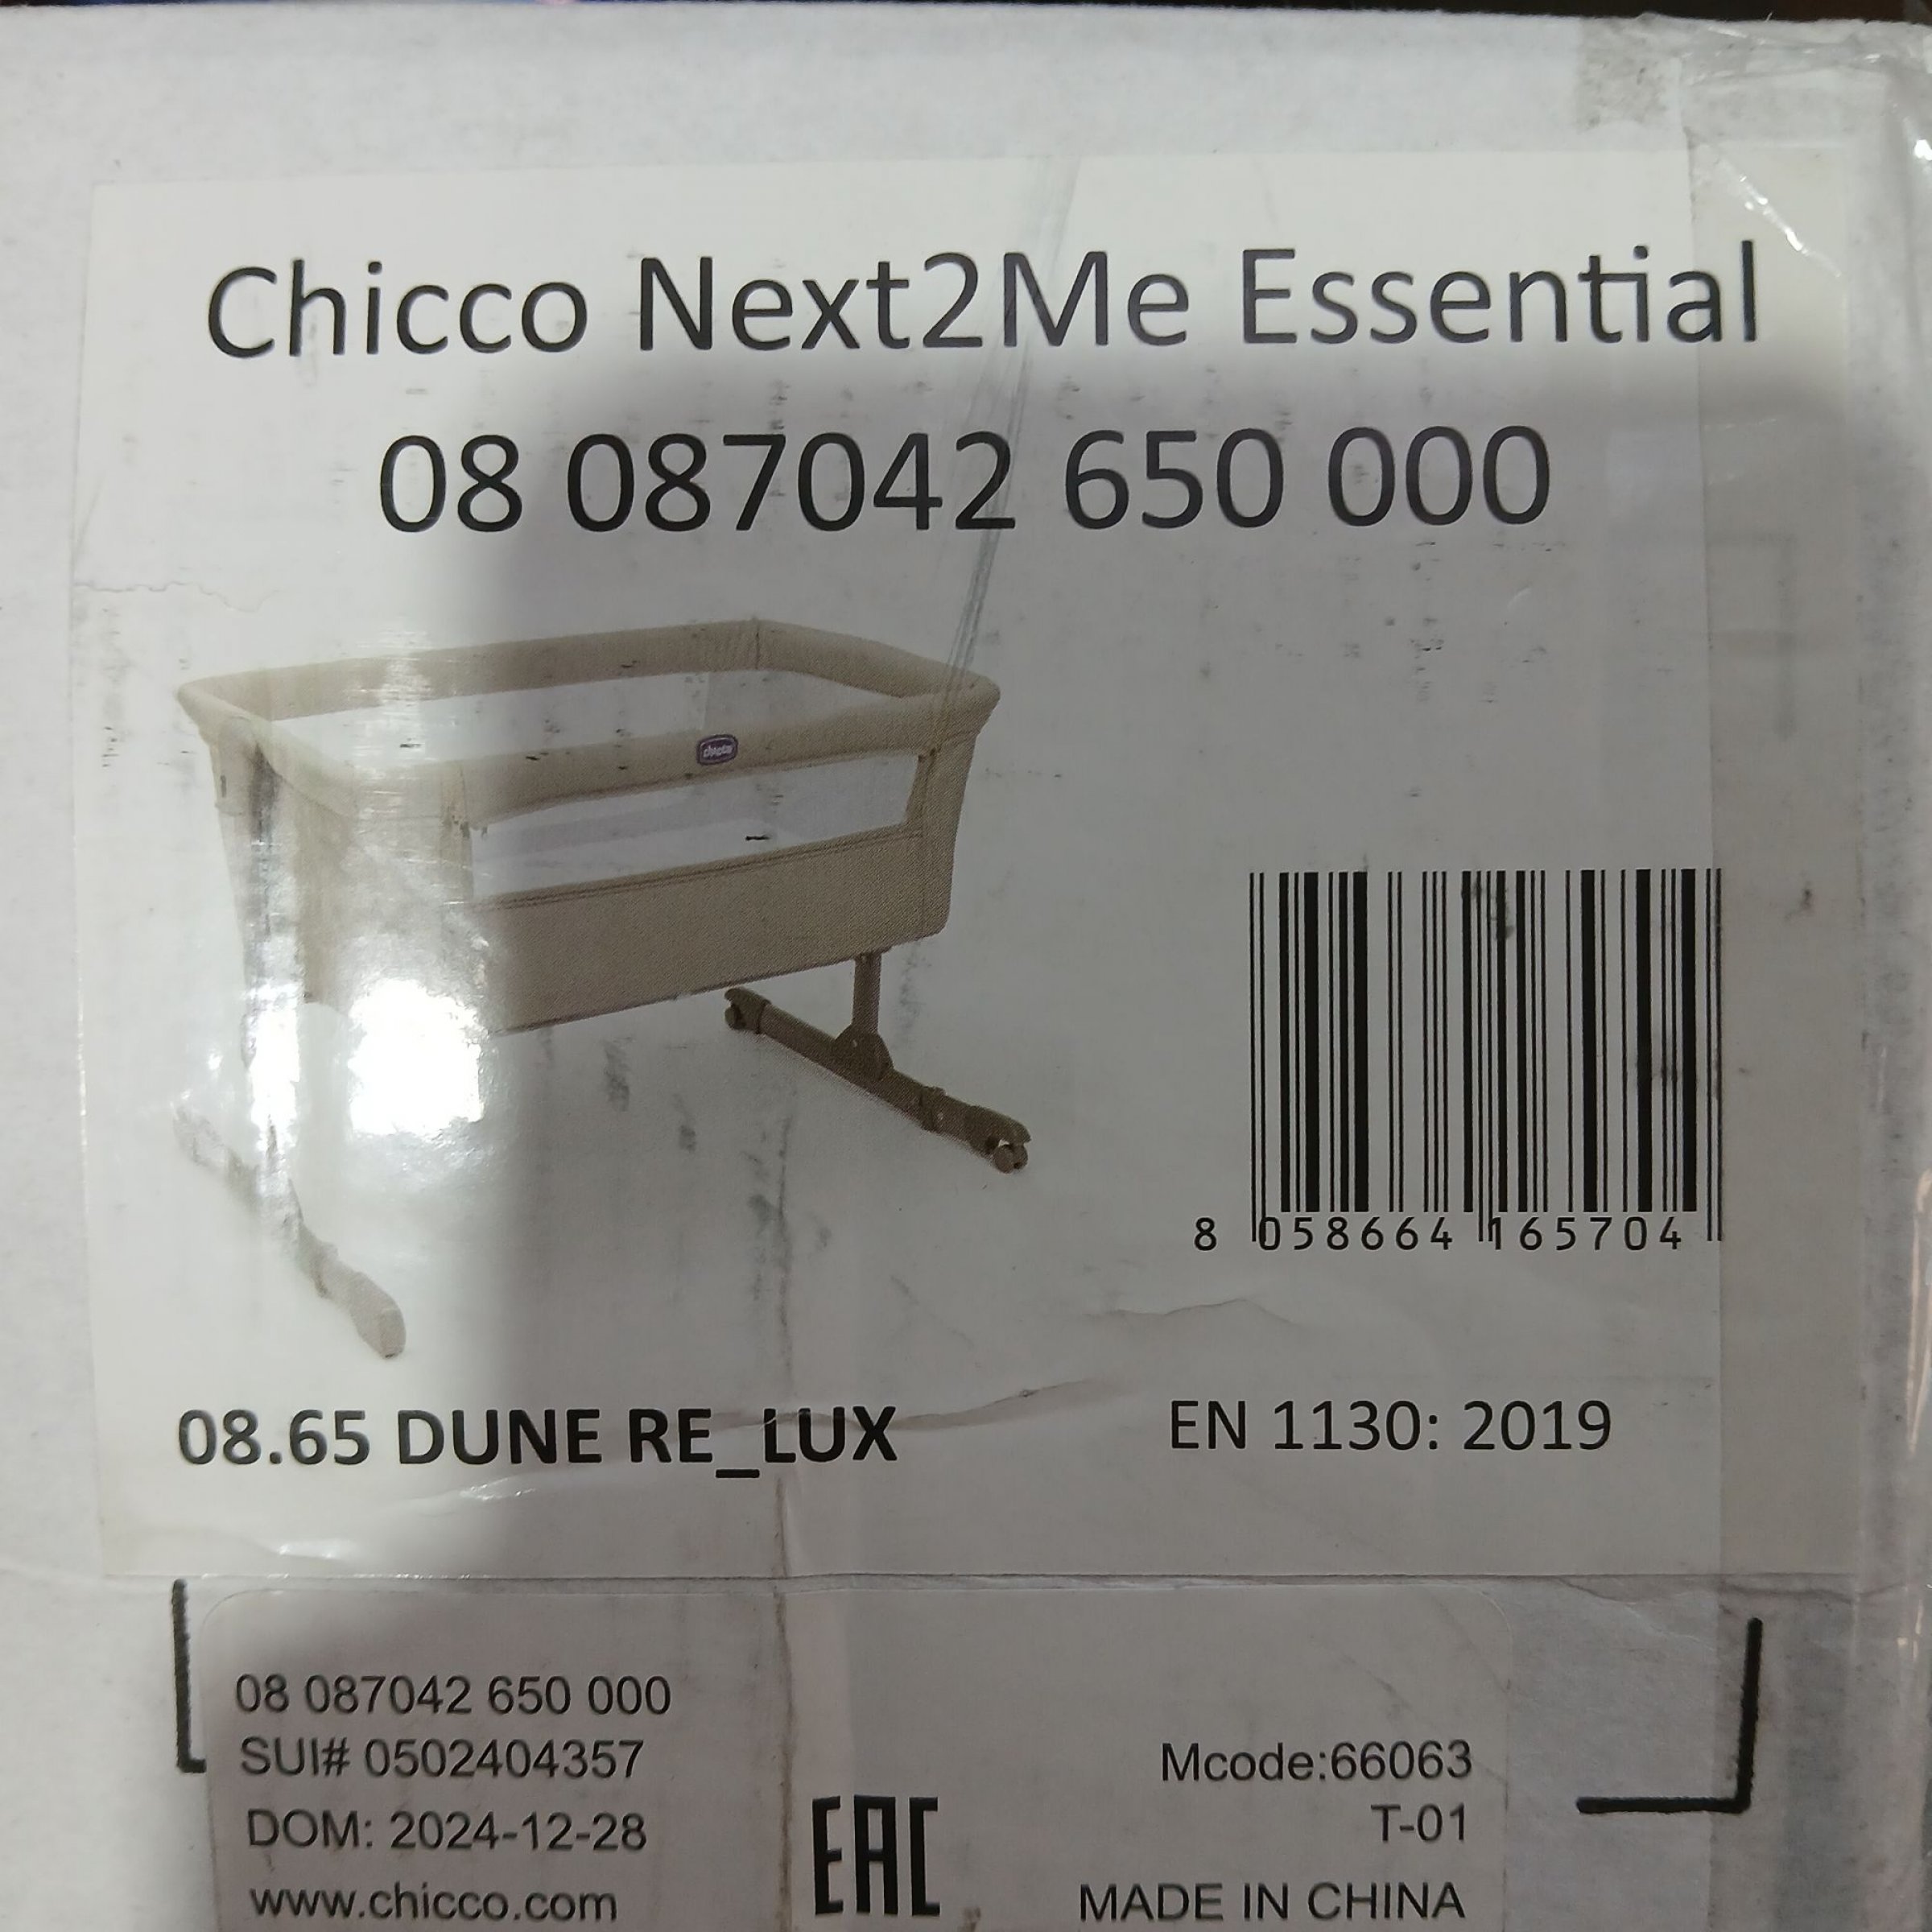 Chicco Next2Me Essential
08 087042 650 000
chicco
8 058664 165704
08.65 DUNE RE_LUX
EN 1130: 2019
08 087042 650 000
SUI# 0502404357
DOM: 2024-12-28
www.chicco.com
EAC
Mcode:66063
T-01
MADE IN CHINA